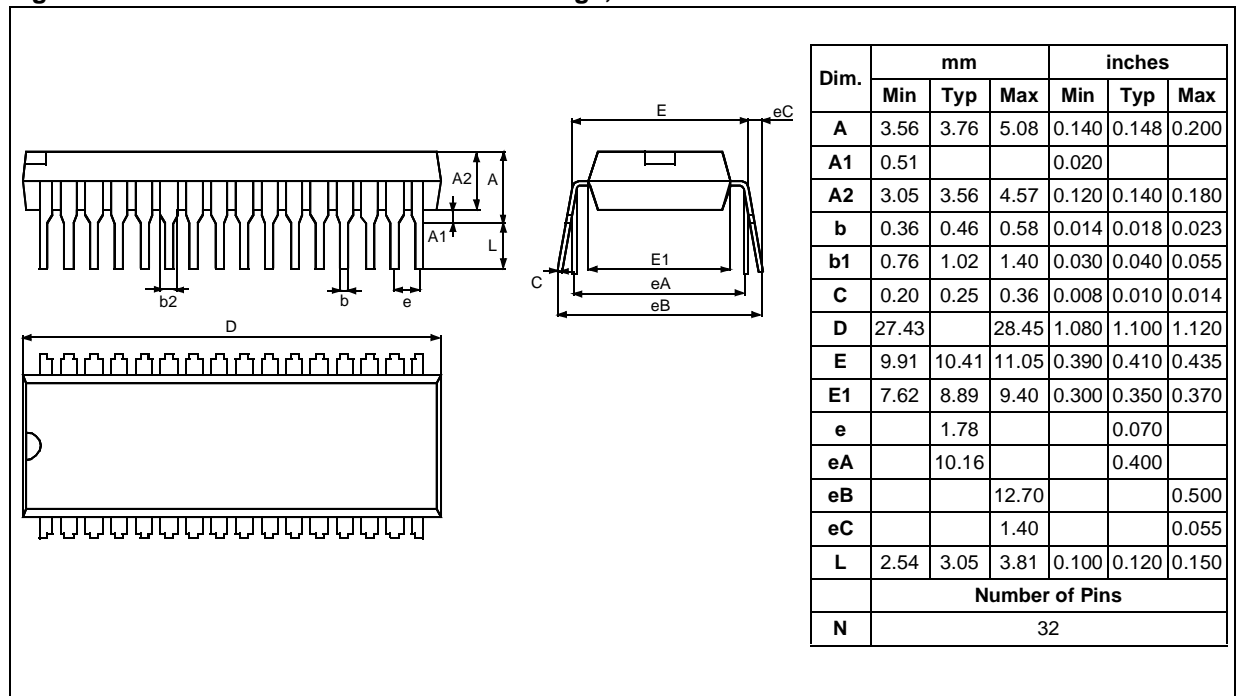 E
eC
A2
A
A1
L
E1
C
eA
b2
b
e
eB
D
Dim.
mm
inches
Min Typ Max Min Typ Max
A 3.56 3.76 5.08 0.140 0.148 0.200
A1 0.51 0.020
A2 3.05 3.56 4.57 0.120 0.140 0.180
b 0.36 0.46 0.58 0.014 0.018 0.023
b1 0.76 1.02 1.40 0.030 0.040 0.055
C 0.20 0.25 0.36 0.008 0.010 0.014
D 27.43 28.45 1.080 1.100 1.120
E 9.91 10.41 11.05 0.390 0.410 0.435
E1 7.62 8.89 9.40 0.300 0.350 0.370
e 1.78 0.070
eA 10.16 0.400
eB 12.70 0.500
eC 1.40 0.055
L 2.54 3.05 3.81 0.100 0.120 0.150
Number of Pins
N 32